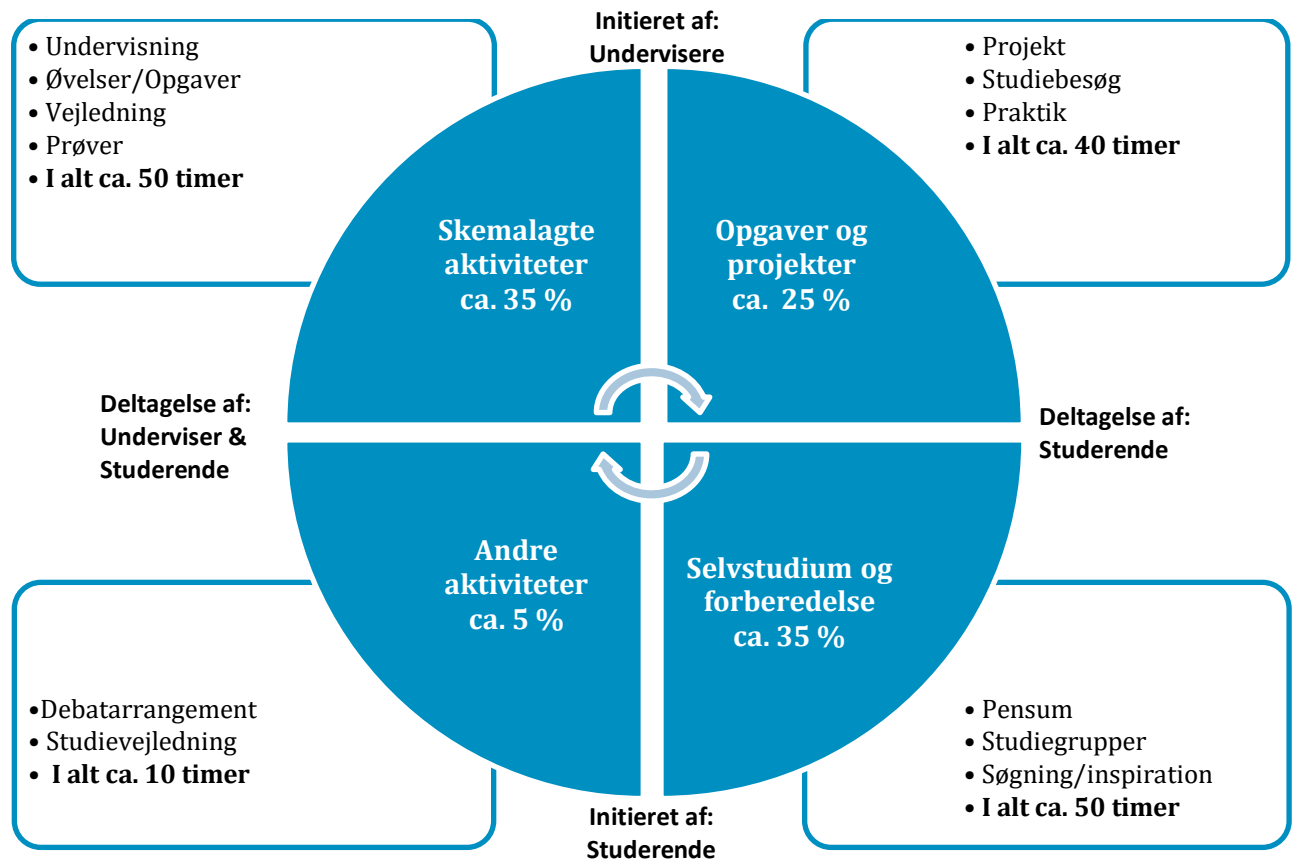 Initieret af:
Undervisere
• Undervisning
• Øvelser/Opgaver
• Vejledning
• Prøver
• I alt ca. 50 timer
• Projekt
• Studiebesøg
• Praktik
• I alt ca. 40 timer
Skemalagte
aktiviteter
ca. 35 %
Opgaver og
projekter
ca. 25 %
Deltagelse af:
Underviser &
Studerende
Deltagelse af:
Studerende
Andre
aktiviteter
ca. 5 %
Selvstudium og
forberedelse
ca. 35 %
•Debatarrangement
• Studievejledning
• I alt ca. 10 timer
• Pensum
• Studiegrupper
• Søgning/inspiration
• I alt ca. 50 timer
Initieret af:
Studerende